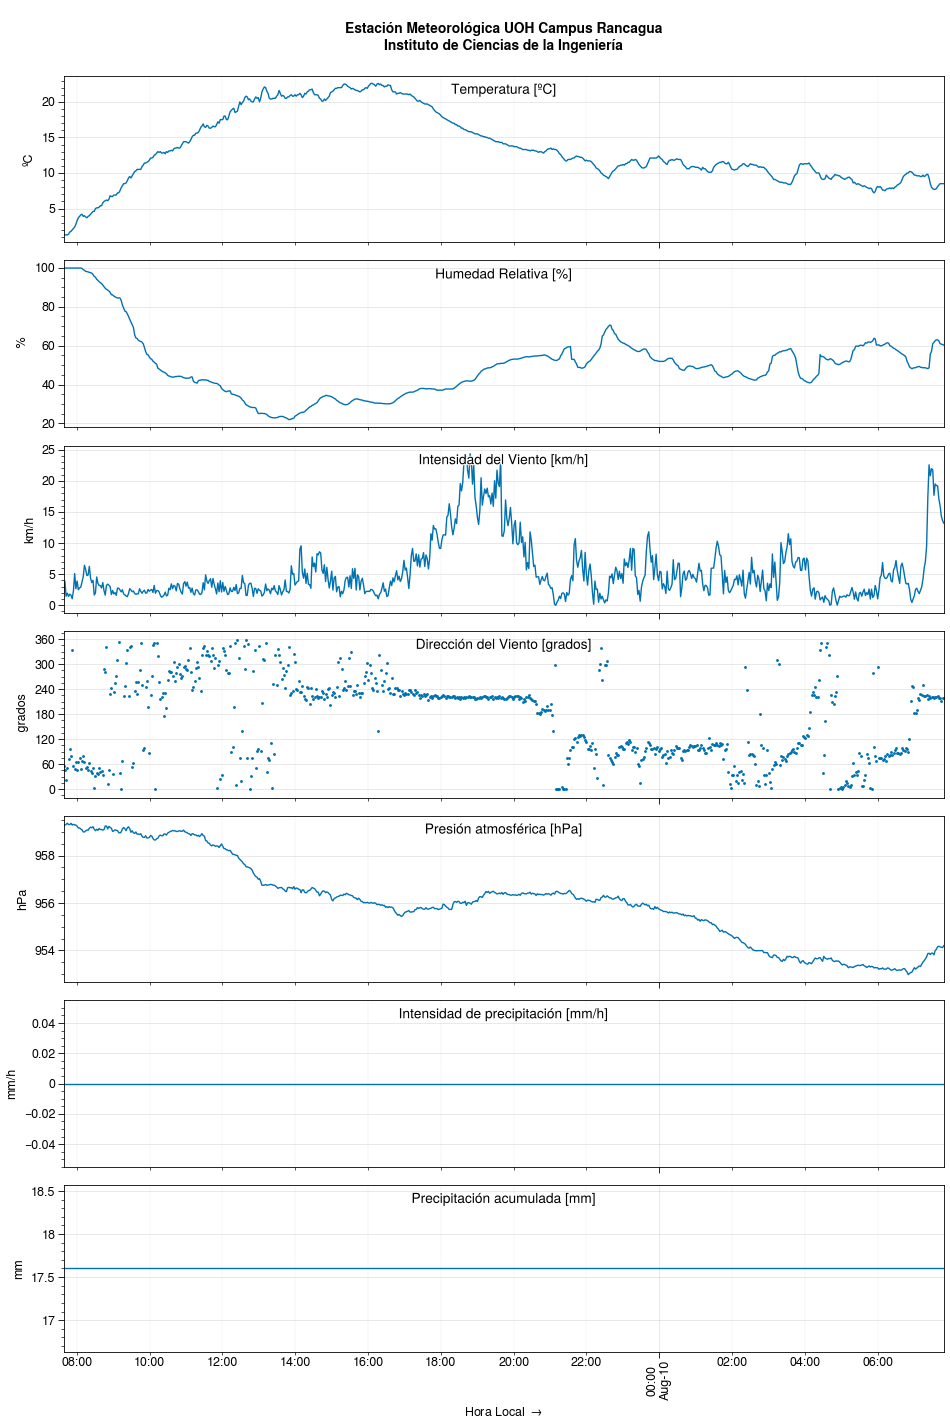 Estación Meteorológica UOH Campus Rancagua
Instituto de Ciencias de la Ingeniería
Temperatura [ºC]
20
15
10
5
ºC
Humedad Relativa [%]
100
80
60
40
20
%
Intensidad del Viento [km/h]
25
20
15
10
5
0
km/h
Dirección del Viento [grados]
360
300
240
180
120
60
0
grados
Presión atmosférica [hPa]
958
956
954
hPa
Intensidad de precipitación [mm/h]
0.04
0.02
0
−0.02
−0.04
mm/h
Precipitación acumulada [mm]
18.5
18
17.5
17
mm
08:00 10:00 12:00 14:00 16:00 18:00 20:00 22:00 00:00 02:00 04:00 06:00
Aug-10
Hora Local →